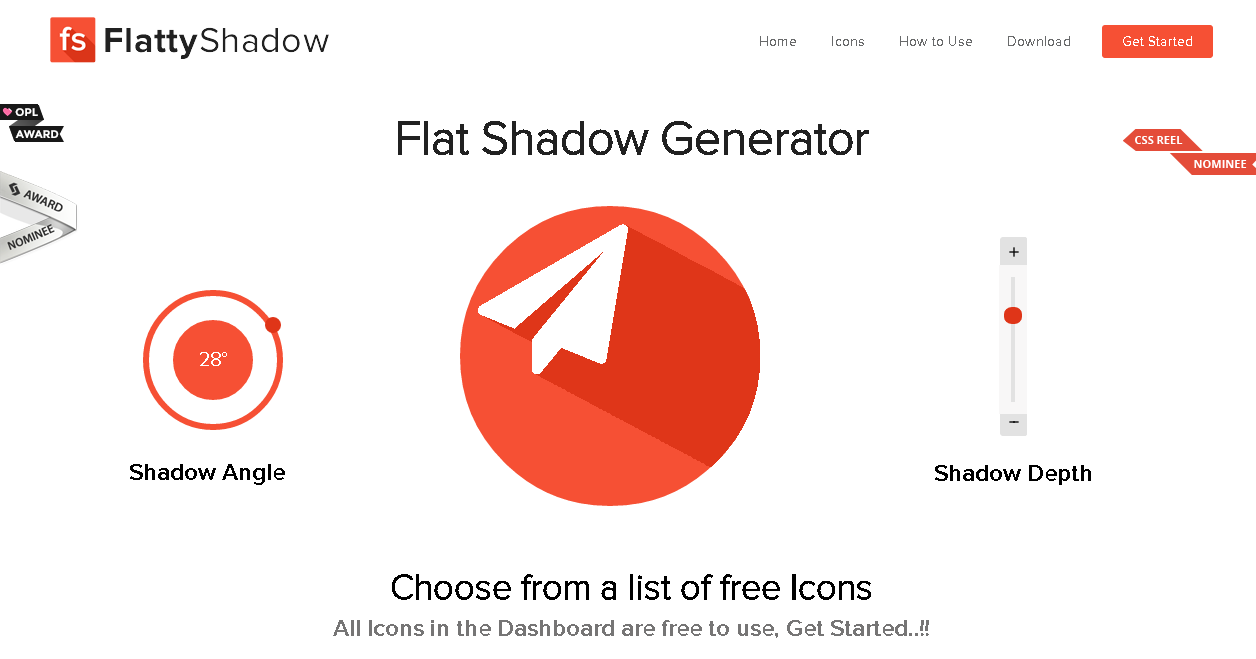 fs FlattyShadow
Home Icons How to Use Download Get Started
OPL
AWARD
Flat Shadow Generator
CSS REEL
NOMINEE
AWARD
NOMINEE
+
28°
−
Shadow Angle
Shadow Depth
Choose from a list of free Icons
All Icons in the Dashboard are free to use, Get Started..!!